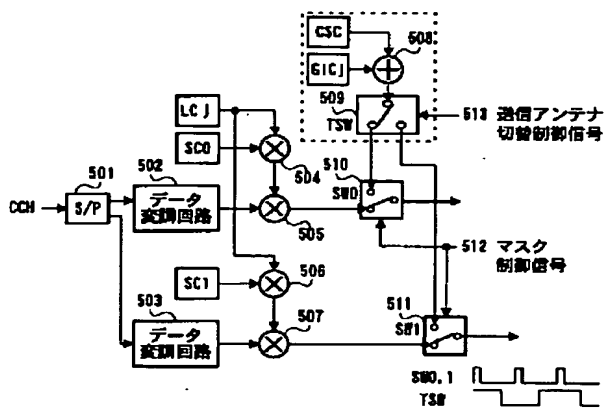 CSC
508
GICj
509
TSW
513 送信アンテナ
切替制御信号
LCj
SC0
504
510
SW0
501
502
CCH
S/P
データ
変調回路
505
512 マスク
制御信号
SC1
506
503
データ
変調回路
507
511
SW1
SW0.1
TSW